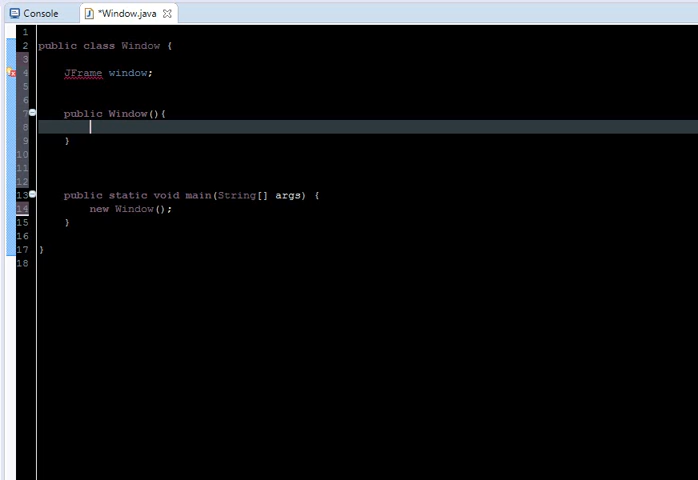 Console
*Window.java
1
2 public class Window {
3
4 JFrame window;
5
6
7 public Window(){
8
9 }
10
11
12
13 public static void main(String[] args) {
14 new Window();
15 }
16
17 }
18